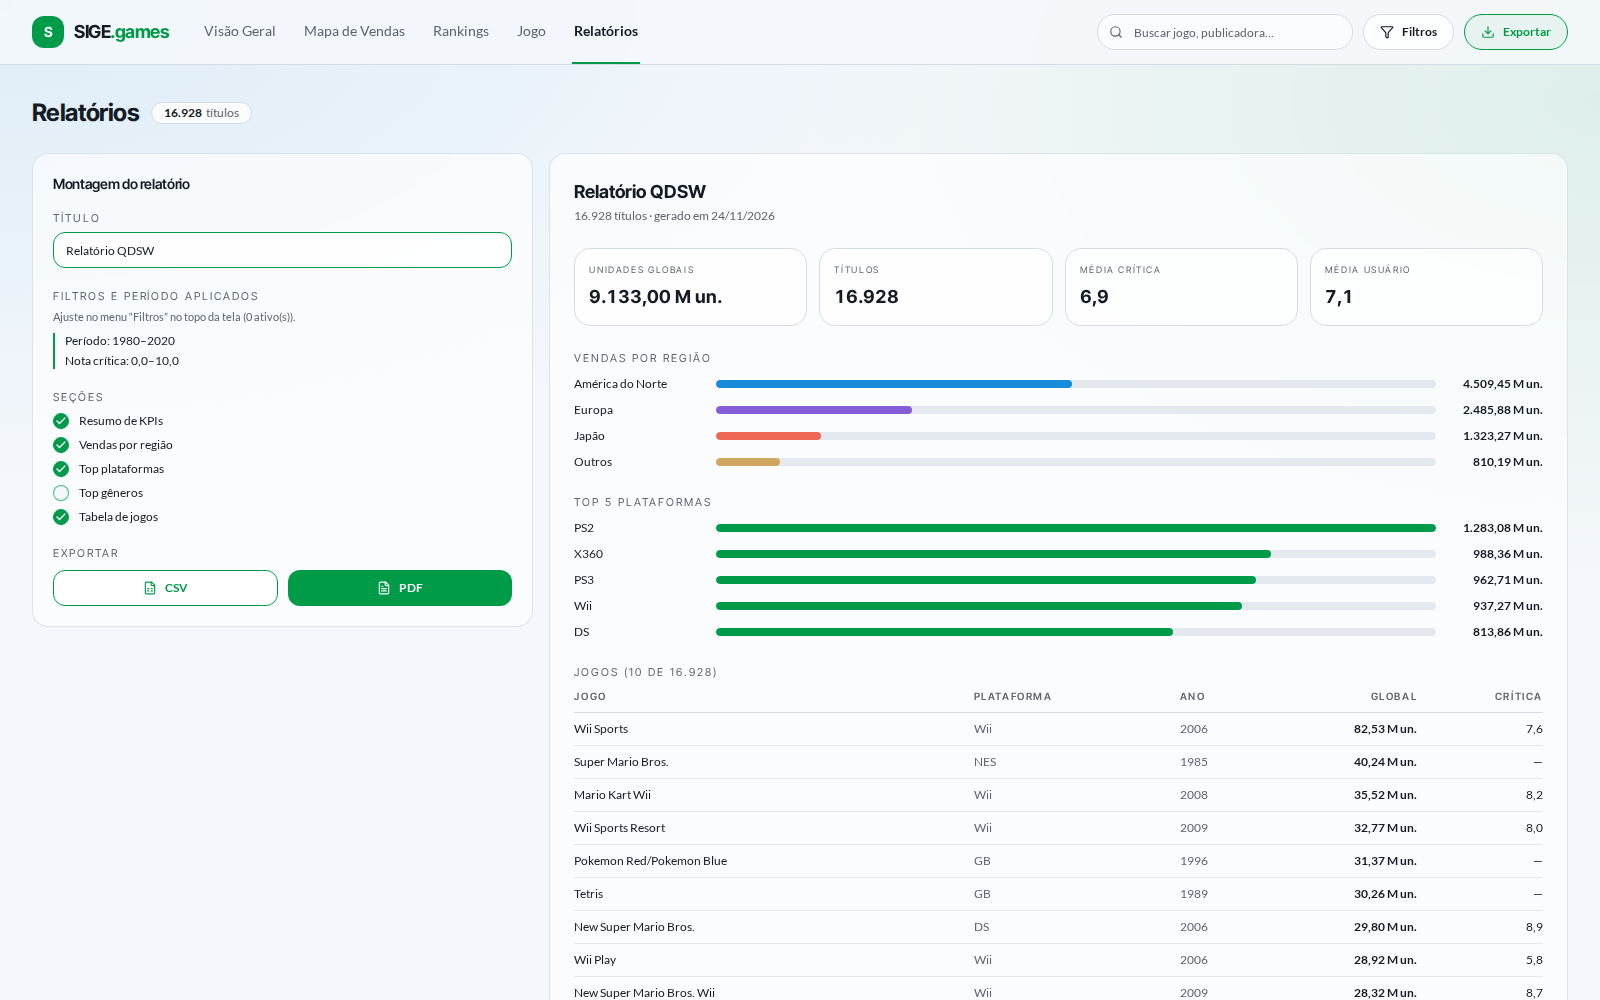 S SIGE.games Visão Geral Mapa de Vendas Rankings Jogo Relatórios Buscar jogo, publicadora... Filtros Exportar
Relatórios 16.928 títulos
Montagem do relatório
TÍTULO
Relatório QDSW
FILTROS E PERÍODO APLICADOS
Ajuste no menu "Filtros" no topo da tela (0 ativo(s)).
Período: 1980–2020
Nota crítica: 0,0–10,0
SEÇÕES
Resumo de KPIs
Vendas por região
Top plataformas
Top gêneros
Tabela de jogos
EXPORTAR
CSV PDF
Relatório QDSW
16.928 títulos · gerado em 24/11/2026
UNIDADES GLOBAIS TÍTULOS MÉDIA CRÍTICA MÉDIA USUÁRIO
9.133,00 M un. 16.928 6,9 7,1
VENDAS POR REGIÃO
América do Norte 4.509,45 M un.
Europa 2.485,88 M un.
Japão 1.323,27 M un.
Outros 810,19 M un.
TOP 5 PLATAFORMAS
PS2 1.283,08 M un.
X360 988,36 M un.
PS3 962,71 M un.
Wii 937,27 M un.
DS 813,86 M un.
JOGOS (10 DE 16.928)
JOGO PLATAFORMA ANO GLOBAL CRÍTICA
Wii Sports Wii 2006 82,53 M un. 7,6
Super Mario Bros. NES 1985 40,24 M un. —
Mario Kart Wii Wii 2008 35,52 M un. 8,2
Wii Sports Resort Wii 2009 32,77 M un. 8,0
Pokemon Red/Pokemon Blue GB 1996 31,37 M un. —
Tetris GB 1989 30,26 M un. —
New Super Mario Bros. DS 2006 29,80 M un. 8,9
Wii Play Wii 2006 28,92 M un. 5,8
New Super Mario Bros. Wii Wii 2009 28,32 M un. 8,7